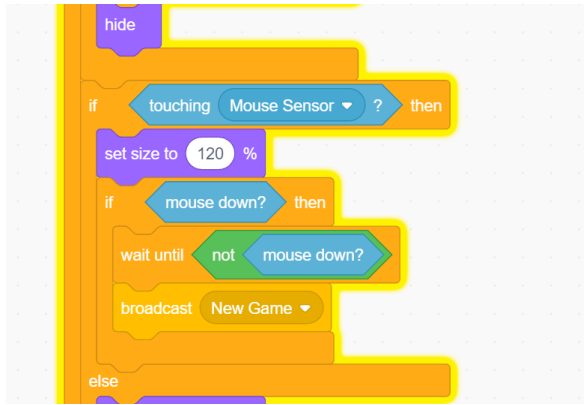 hide
if touching Mouse Sensor ? then
set size to 120 %
if mouse down? then
wait until not mouse down?
broadcast New Game
else